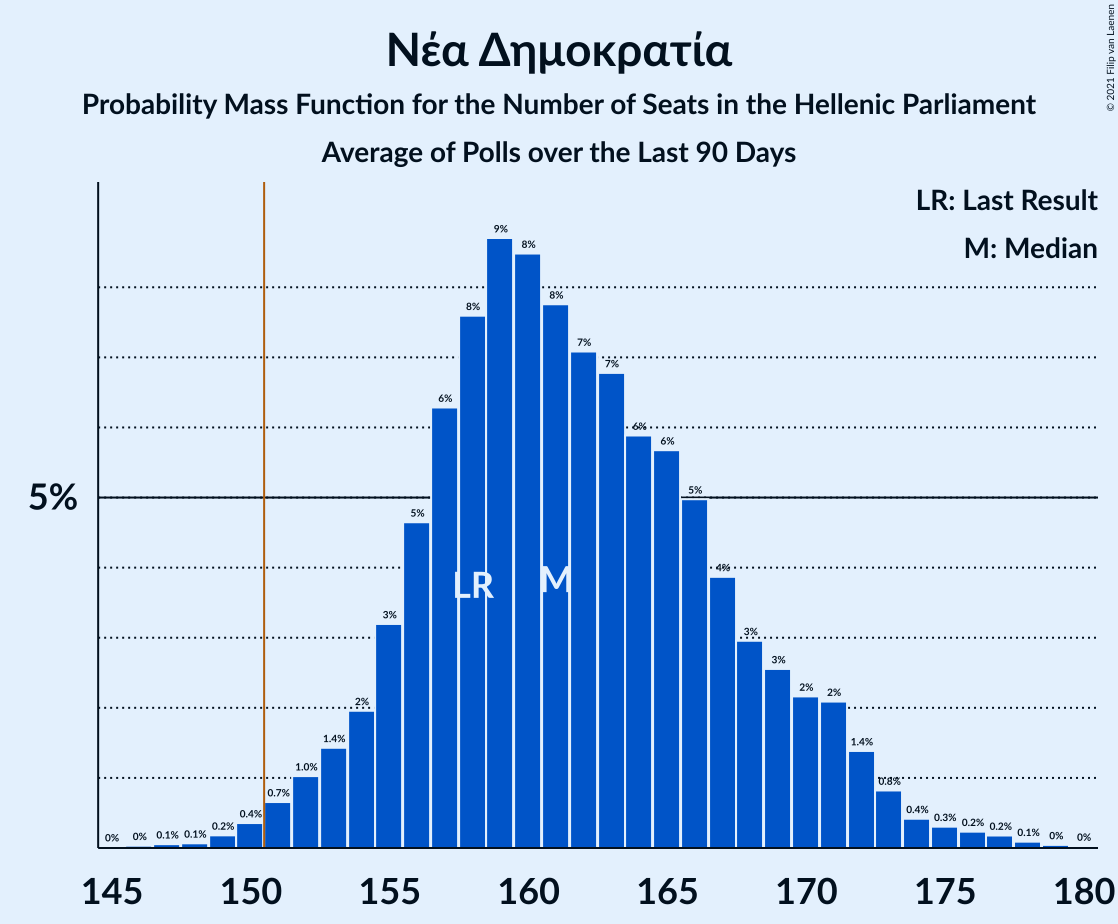 Νέα Δημοκρατία
Probability Mass Function for the Number of Seats in the Hellenic Parliament
Average of Polls over the Last 90 Days
© 2021 Filip van Laenen
LR: Last Result
M: Median
5%
0% 0% 0.1% 0.1% 0.2% 0.4% 0.7% 1.0% 1.4% 2% 3% 5% 6% 8% 9% 8% 8% 7% 7% 6% 6% 5% 4% 3% 3% 2% 2% 1.4% 0.8% 0.4% 0.3% 0.2% 0.2% 0.1% 0% 0%
LR M
145 150 155 160 165 170 175 180